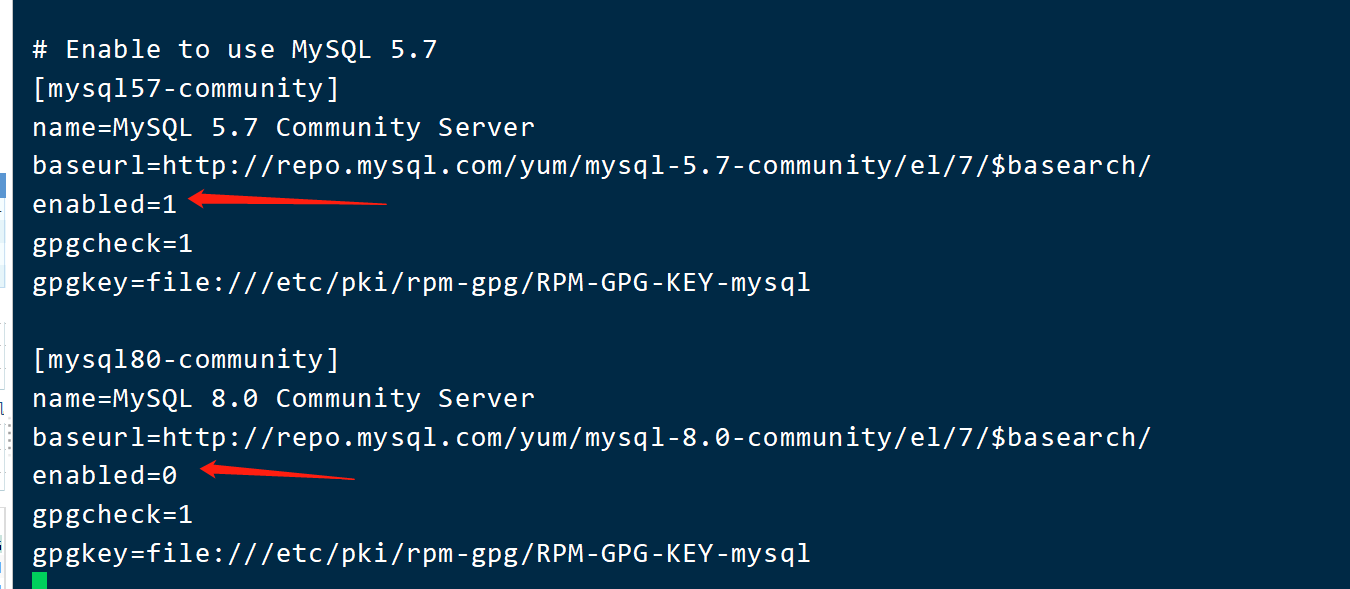 # Enable to use MySQL 5.7
[mysql57-community]
name=MySQL 5.7 Community Server
baseurl=http://repo.mysql.com/yum/mysql-5.7-community/el/7/$basearch/
enabled=1
gpgcheck=1
gpgkey=file:///etc/pki/rpm-gpg/RPM-GPG-KEY-mysql
[mysql80-community]
name=MySQL 8.0 Community Server
baseurl=http://repo.mysql.com/yum/mysql-8.0-community/el/7/$basearch/
enabled=0
gpgcheck=1
gpgkey=file:///etc/pki/rpm-gpg/RPM-GPG-KEY-mysql